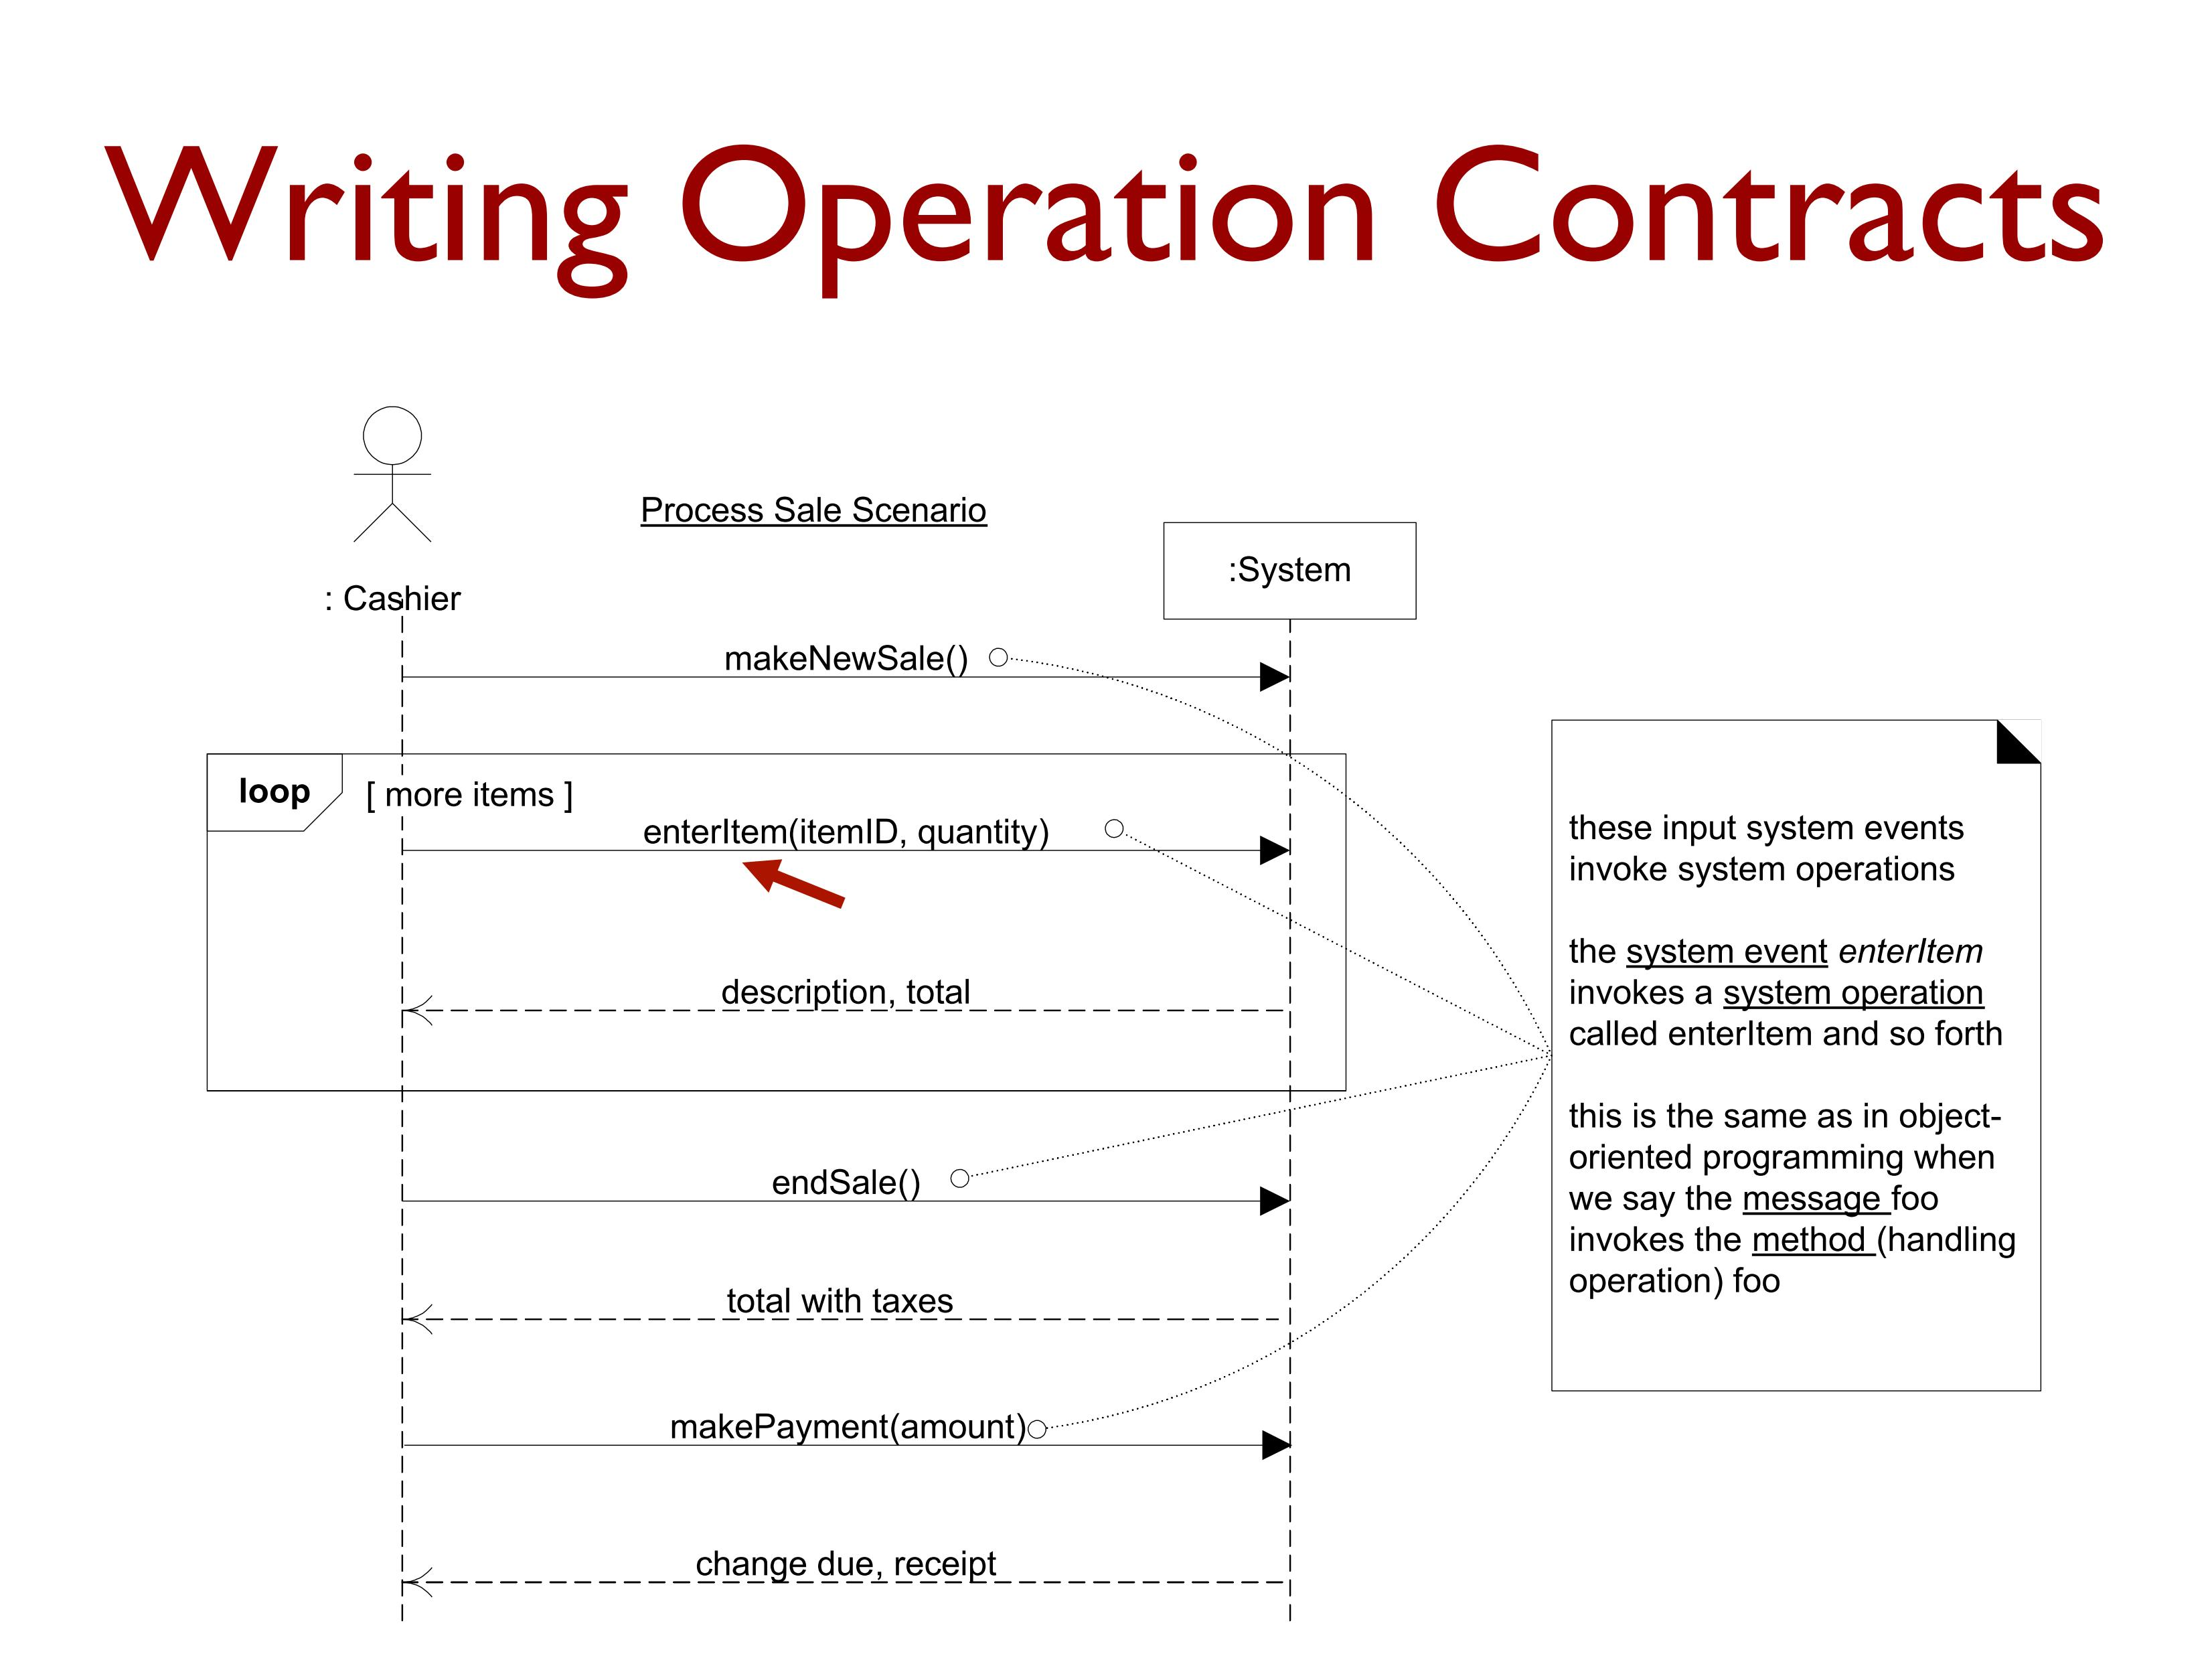 Writing Operation Contracts
Process Sale Scenario
: Cashier
:System
makeNewSale()
loop
[ more items ]
enterItem(itemID, quantity)
description, total
endSale()
total with taxes
makePayment(amount)
change due, receipt
these input system events
invoke system operations
the system event enterItem
invokes a system operation
called enterItem and so forth
this is the same as in object-
oriented programming when
we say the message foo
invokes the method (handling
operation) foo